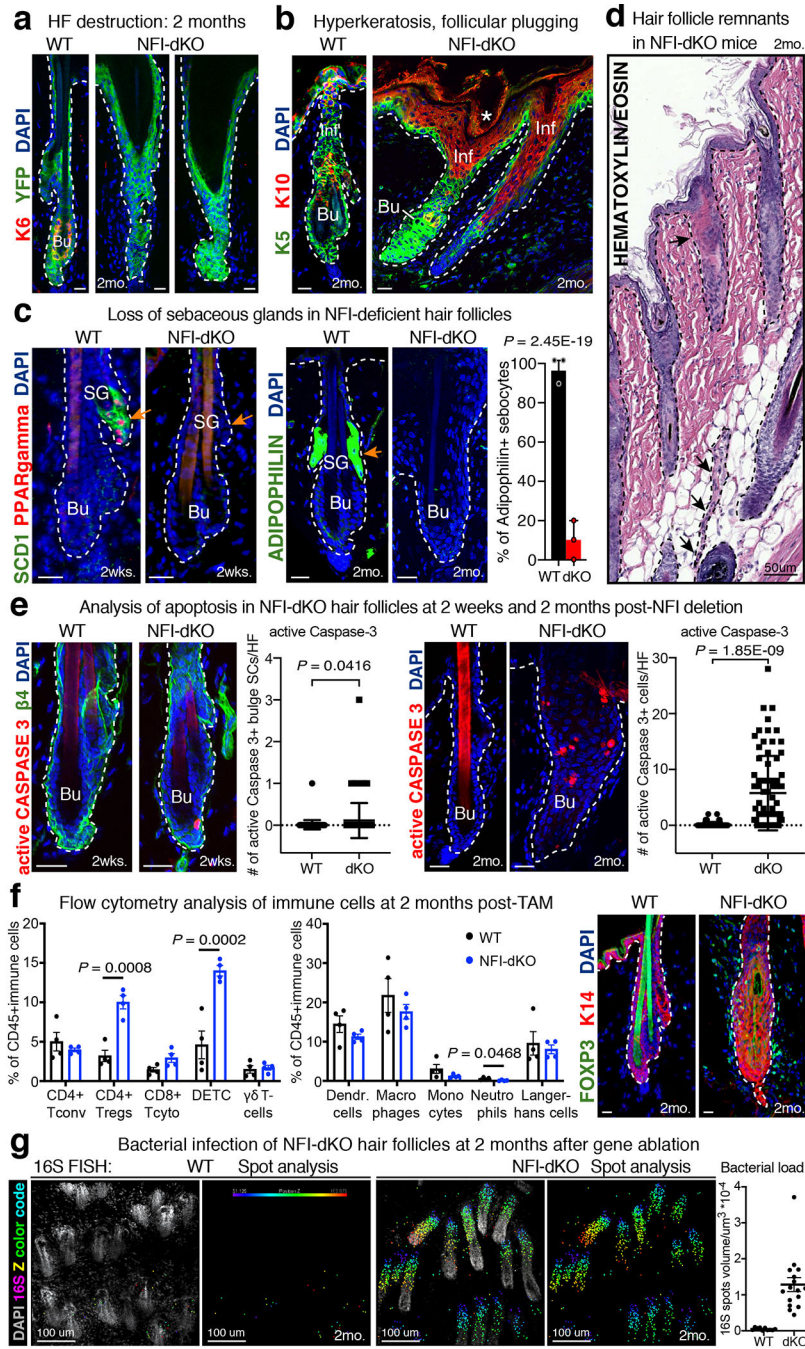 a HF destruction: 2 months
WT NFI-dKO
K6 YFP DAPI
Bu
2mo.
b Hyperkeratosis, follicular plugging
WT NFI-dKO
K5 K10 DAPI
Inf
Bu
2mo.
*
Inf
Inf
Bu
2mo.
c Loss of sebaceous glands in NFI-deficient hair follicles
WT NFI-dKO
SCD1 PPARgamma DAPI
SG
Bu
2wks.
SG
Bu
2wks.
WT NFI-dKO
ADIPOPHILIN DAPI
SG
Bu
2mo.
Bu
2mo.
P = 2.45E-19
% of Adipophilin+ sebocytes
100
80
60
40
20
0
WT dKO
d Hair follicle remnants
in NFI-dKO mice 2mo.
HEMATOXYLIN/EOSIN
50um
e Analysis of apoptosis in NFI-dKO hair follicles at 2 weeks and 2 months post-NFI deletion
WT NFI-dKO
active CASPASE 3 β4 DAPI
Bu
2wks.
Bu
2wks.
active Caspase-3
P = 0.0416
# of active Caspase 3+ bulge SCs/HF
4
3
2
1
0
WT dKO
WT NFI-dKO
active CASPASE 3 DAPI
Bu
2mo.
Bu
2mo.
active Caspase-3
P = 1.85E-09
# of active Caspase 3+ cells/HF
30
20
10
0
WT dKO
f Flow cytometry analysis of immune cells at 2 months post-TAM
% of CD45+immune cells
20
15
10
5
0
P = 0.0008
P = 0.0002
CD4+ Tconv
CD4+ Tregs
CD8+ Tcyto
DETC
γδ T-cells
% of CD45+immune cells
40
30
20
10
0
WT
NFI-dKO
P = 0.0468
Dendr. cells
Macro phages
Mono cytes
Neutro phils
Langer- hans cells
WT NFI-dKO
FOXP3 K14 DAPI
2mo.
2mo.
g Bacterial infection of NFI-dKO hair follicles at 2 months after gene ablation
16S FISH: WT Spot analysis NFI-dKO Spot analysis
DAPI 16S Z color code
100 um
Position Z
100 um
2mo.
100 um
100 um
2mo.
Bacterial load
16S spots volume/um³ *10-4
4
3
2
1
0
WT dKO